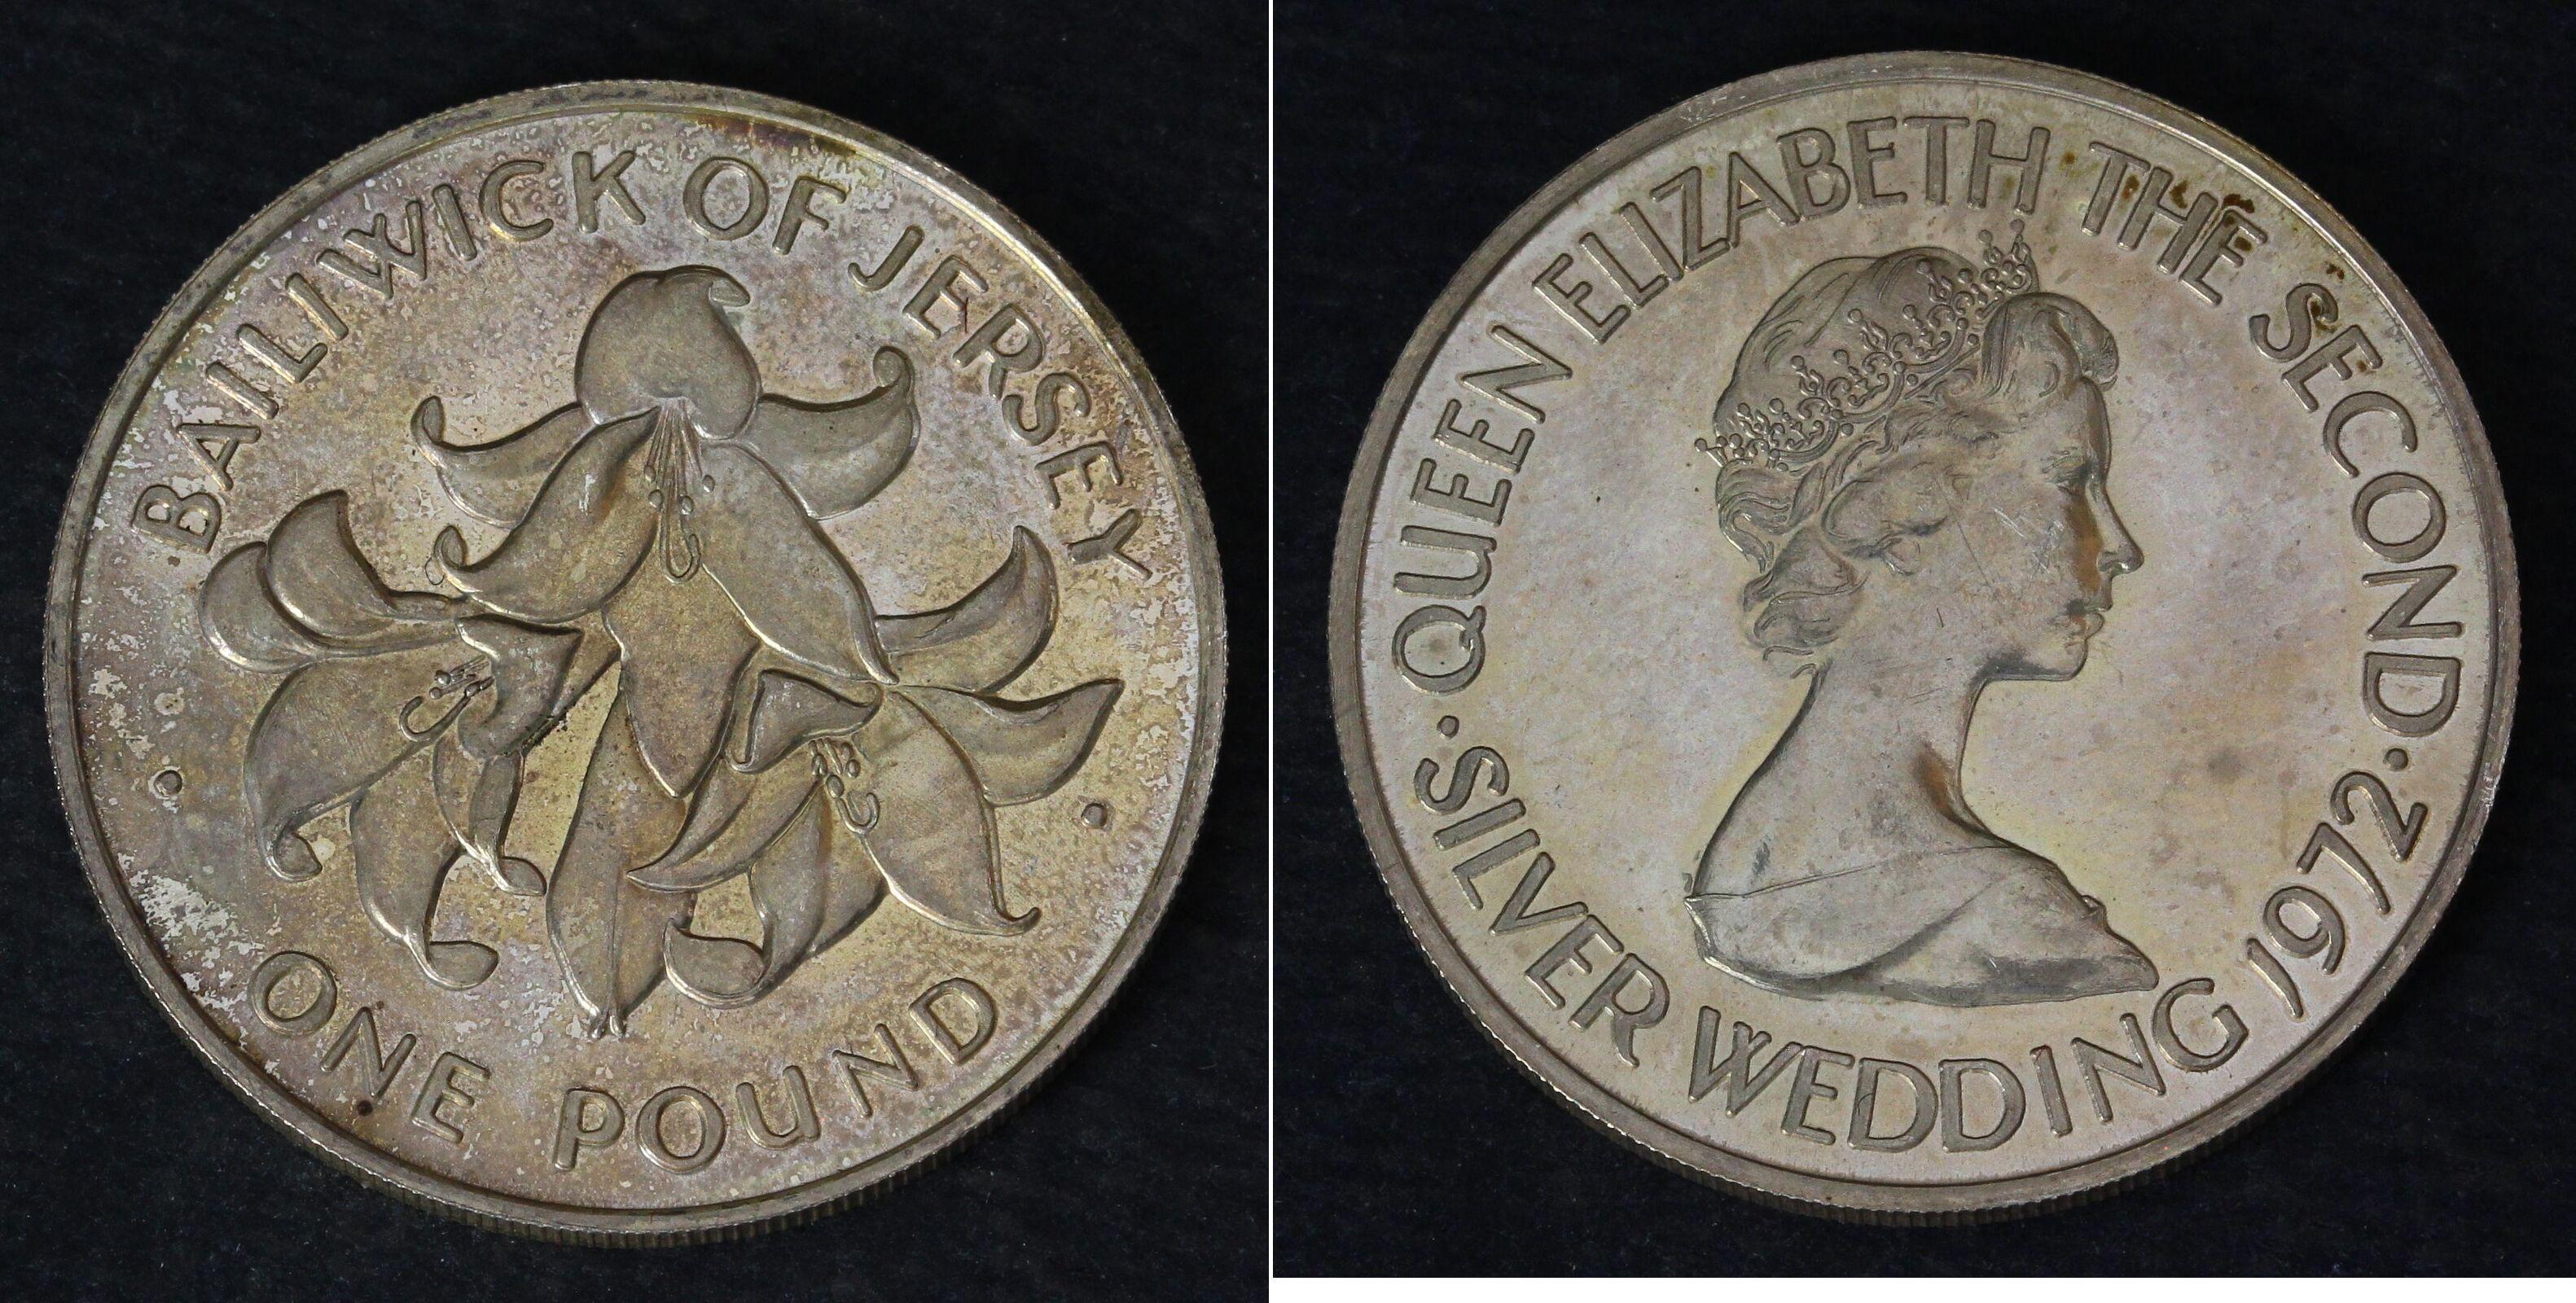 BAILIWICK OF JERSEY
• ONE POUND •
QUEEN ELIZABETH THE SECOND
• SILVER WEDDING 1972 •